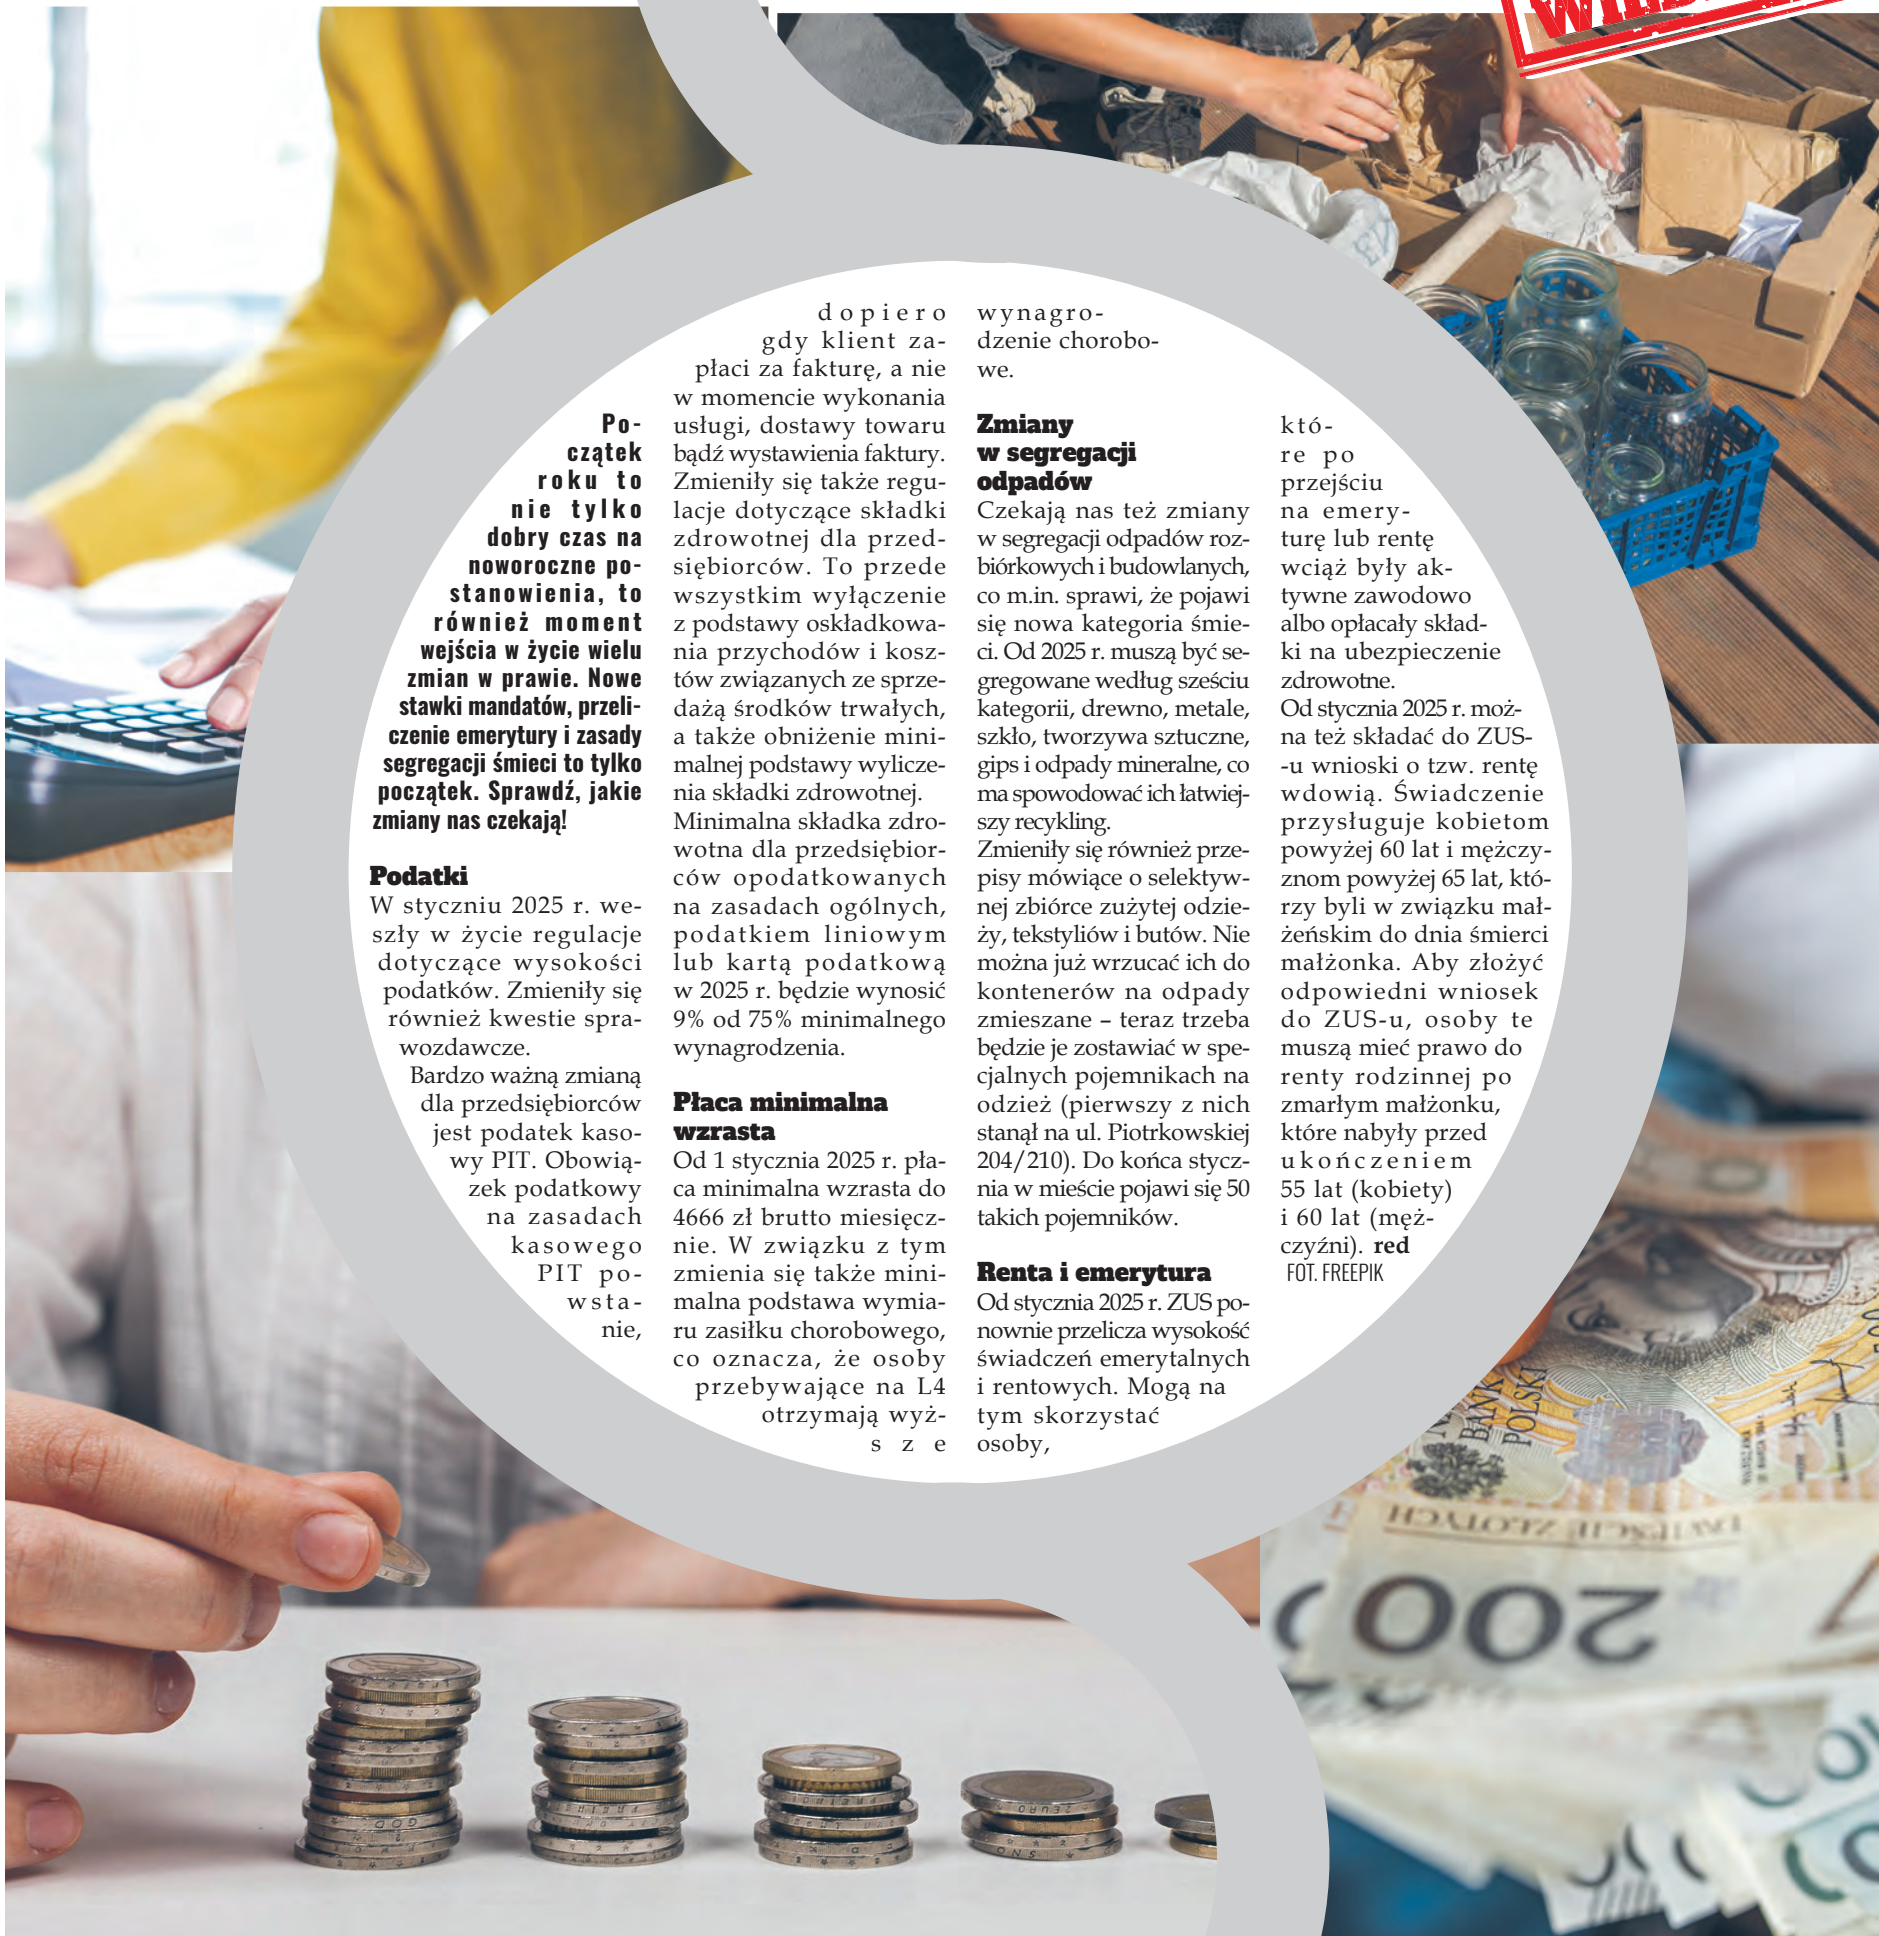 Po-
czątek
roku to
nie tylko
dobry czas na
noworoczne po-
stanowienia, to
również moment
wejścia w życie wielu
zmian w prawie. Nowe
stawki mandatów, przeli-
czenie emerytury i zasady
segregacji śmieci to tylko
początek. Sprawdź, jakie
zmiany nas czekają!
Podatki
W styczniu 2025 r. we-
szły w życie regulacje
dotyczące wysokości
podatków. Zmieniły się
również kwestie spra-
wozdawcze.
Bardzo ważną zmianą
dla przedsiębiorców
jest podatek kaso-
wy PIT. Obowią-
zek podatkowy
na zasadach
kasowego
PIT po-
wsta-
nie,
dopiero
gdy klient za-
płaci za fakturę, a nie
w momencie wykonania
usługi, dostawy towaru
bądź wystawienia faktury.
Zmieniły się także regu-
lacje dotyczące składki
zdrowotnej dla przed-
siębiorców. To przede
wszystkim wyłączenie
z podstawy oskładkowa-
nia przychodów i kosz-
tów związanych ze sprze-
dażą środków trwałych,
a także obniżenie mini-
malnej podstawy wylicze-
nia składki zdrowotnej.
Minimalna składka zdro-
wotna dla przedsiębior-
ców opodatkowanych
na zasadach ogólnych,
podatkiem liniowym
lub kartą podatkową
w 2025 r. będzie wynosić
9% od 75% minimalnego
wynagrodzenia.
Płaca minimalna
wzrasta
Od 1 stycznia 2025 r. pła-
ca minimalna wzrasta do
4666 zł brutto miesięcz-
nie. W związku z tym
zmienia się także mini-
malna podstawa wymia-
ru zasiłku chorobowego,
co oznacza, że osoby
przebywające na L4
otrzymają wyż-
sze
wynagro-
dzenie chorobo-
we.
Zmiany
w segregacji
odpadów
Czekają nas też zmiany
w segregacji odpadów roz-
biórkowych i budowlanych,
co m.in. sprawi, że pojawi
się nowa kategoria śmie-
ci. Od 2025 r. muszą być se-
gregowane według sześciu
kategorii, drewno, metale,
szkło, tworzywa sztuczne,
gips i odpady mineralne, co
ma spowodować ich łatwiej-
szy recykling.
Zmieniły się również prze-
pisy mówiące o selektyw-
nej zbiórce zużytej odzie-
ży, tekstyliów i butów. Nie
można już wrzucać ich do
kontenerów na odpady
zmieszane – teraz trzeba
będzie je zostawiać w spe-
cjalnych pojemnikach na
odzież (pierwszy z nich
stanął na ul. Piotrkowskiej
204/210). Do końca stycz-
nia w mieście pojawi się 50
takich pojemników.
Renta i emerytura
Od stycznia 2025 r. ZUS po-
nownie przelicza wysokość
świadczeń emerytalnych
i rentowych. Mogą na
tym skorzystać
osoby,
któ-
re po
przejściu
na emery-
turę lub rentę
wciąż były ak-
tywne zawodowo
albo opłacały skład-
ki na ubezpieczenie
zdrowotne.
Od stycznia 2025 r. moż-
na też składać do ZUS-
-u wnioski o tzw. rentę
wdowią. Świadczenie
przysługuje kobietom
powyżej 60 lat i mężczy-
znom powyżej 65 lat, któ-
rzy byli w związku mał-
żeńskim do dnia śmierci
małżonka. Aby złożyć
odpowiedni wniosek
do ZUS-u, osoby te
muszą mieć prawo do
renty rodzinnej po
zmarłym małżonku,
które nabyły przed
ukończeniem
55 lat (kobiety)
i 60 lat (męż-
czyźni). red
FOT. FREEPIK
BANK
POLSKI
DWIEŚCIE ZŁOTYCH
200